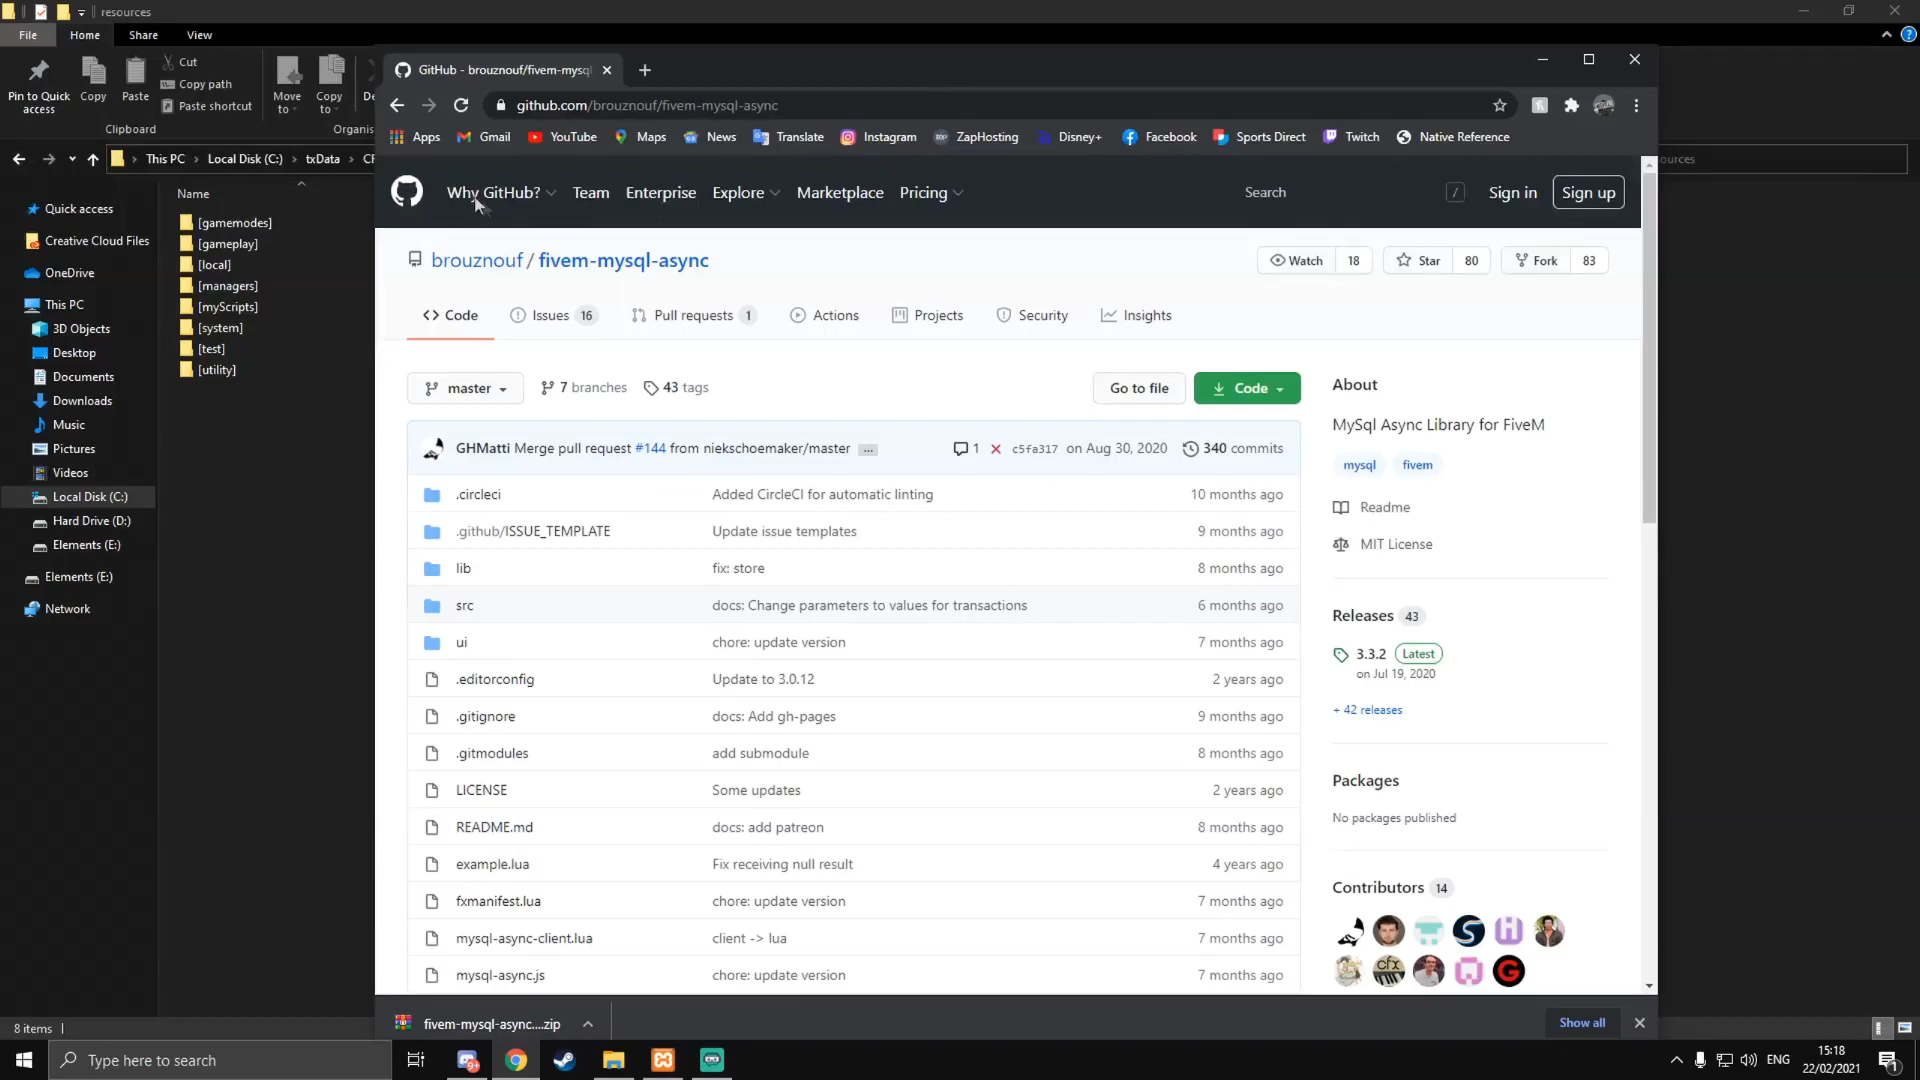 resources
File
Home
Share
View
Pin to Quick access
Copy
Paste
Cut
Copy path
Paste shortcut
Clipboard
Move to
Copy to
De
Organis
This PC
Local Disk (C:)
txData
Name
Quick access
Creative Cloud Files
OneDrive
This PC
3D Objects
Desktop
Documents
Downloads
Music
Pictures
Videos
Local Disk (C:)
Hard Drive (D:)
Elements (E:)
Elements (E:)
Network
[gamemodes]
[gameplay]
[local]
[managers]
[myScripts]
[system]
[test]
[utility]
8 items
GitHub - brouznouf/fivem-mysql
github.com/brouznouf/fivem-mysql-async
Apps
Gmail
YouTube
Maps
News
Translate
Instagram
ZapHosting
Disney+
Facebook
Sports Direct
Twitch
Native Reference
Why GitHub?
Team
Enterprise
Explore
Marketplace
Pricing
Search
/
Sign in
Sign up
brouznouf / fivem-mysql-async
Watch 18
Star 80
Fork 83
Code
Issues 16
Pull requests 1
Actions
Projects
Security
Insights
master
7 branches
43 tags
Go to file
Code
GHMatti Merge pull request #144 from niekschoemaker/master ...
1
c5fa317 on Aug 30, 2020
340 commits
.circleci Added CircleCI for automatic linting 10 months ago
.github/ISSUE_TEMPLATE Update issue templates 9 months ago
lib fix: store 8 months ago
src docs: Change parameters to values for transactions 6 months ago
ui chore: update version 7 months ago
.editorconfig Update to 3.0.12 2 years ago
.gitignore docs: Add gh-pages 9 months ago
.gitmodules add submodule 8 months ago
LICENSE Some updates 2 years ago
README.md docs: add patreon 8 months ago
example.lua Fix receiving null result 4 years ago
fxmanifest.lua chore: update version 7 months ago
mysql-async-client.lua client -> lua 7 months ago
mysql-async.js chore: update version 7 months ago
About
MySql Async Library for FiveM
mysql
fivem
Readme
MIT License
Releases 43
3.3.2 Latest
on Jul 19, 2020
+ 42 releases
Packages
No packages published
Contributors 14
cfx
fivem-mysql-async....zip
Show all
Type here to search
ENG
15:18
22/02/2021